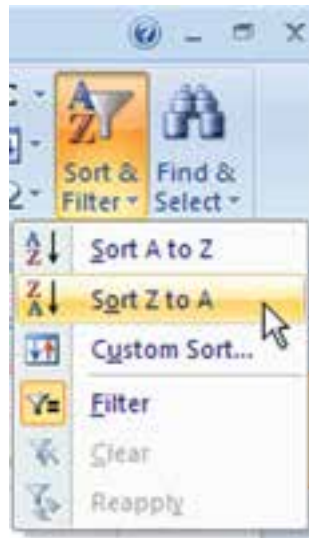 Sort & Find &
Filter Select
Sort A to Z
Sort Z to A
Custom Sort...
Filter
Clear
Reapply